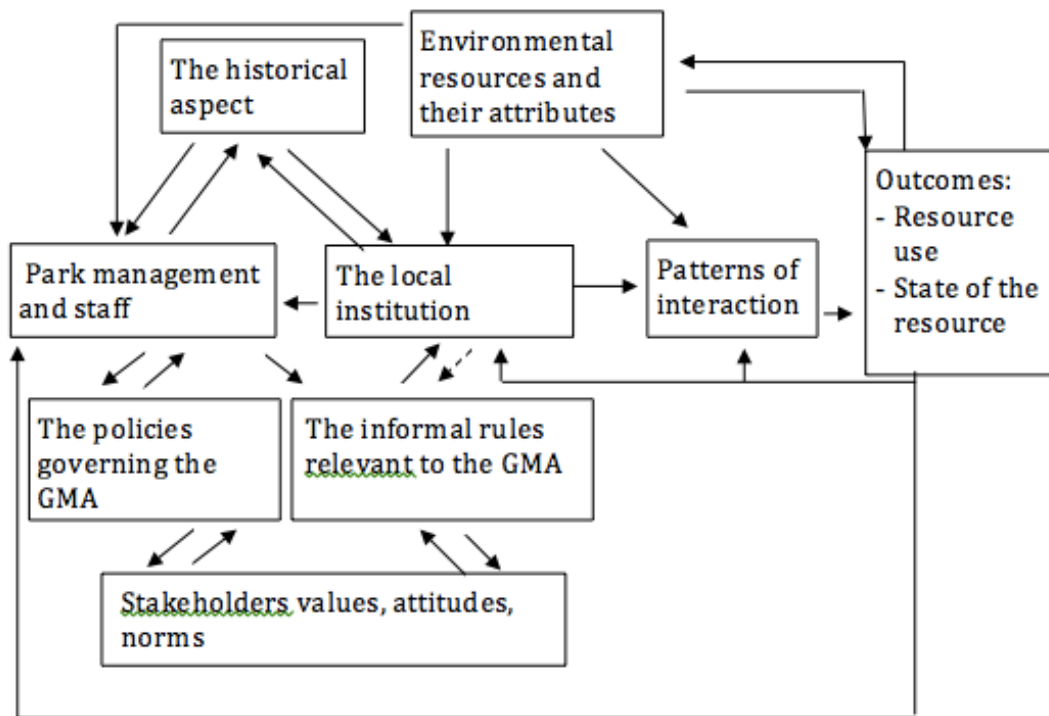 The historical
aspect
Environmental
resources and
their attributes
Outcomes:
- Resource
use
- State of the
resource
Park management
and staff
The local
institution
Patterns of
interaction
The policies
governing the
GMA
The informal rules
relevant to the GMA
Stakeholders values, attitudes,
norms